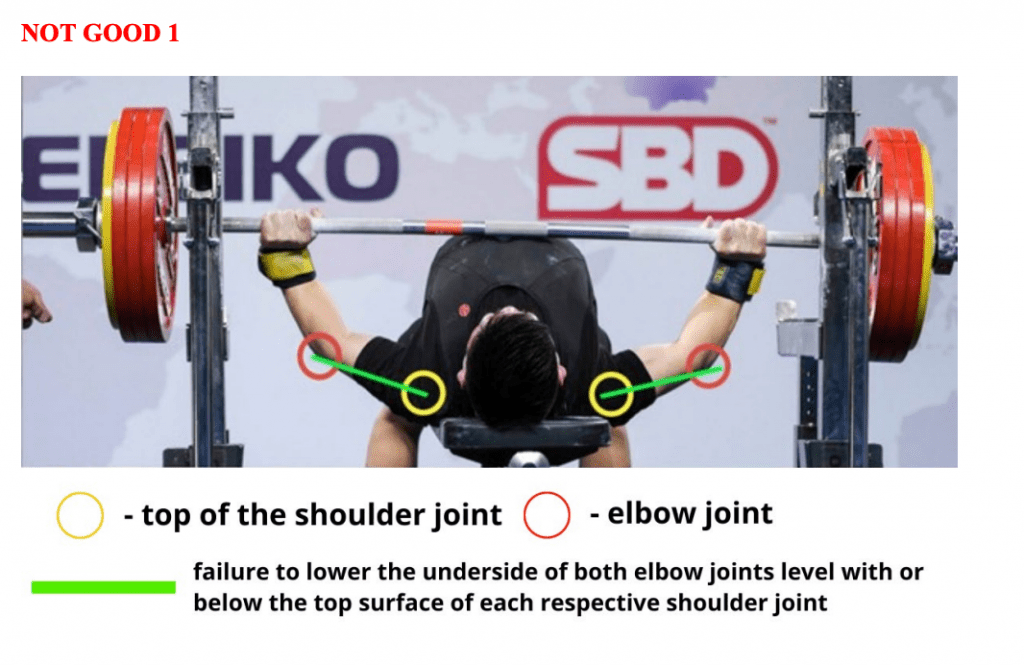 NOT GOOD 1
SBD™
- top of the shoulder joint
- elbow joint
failure to lower the underside of both elbow joints level with or
below the top surface of each respective shoulder joint